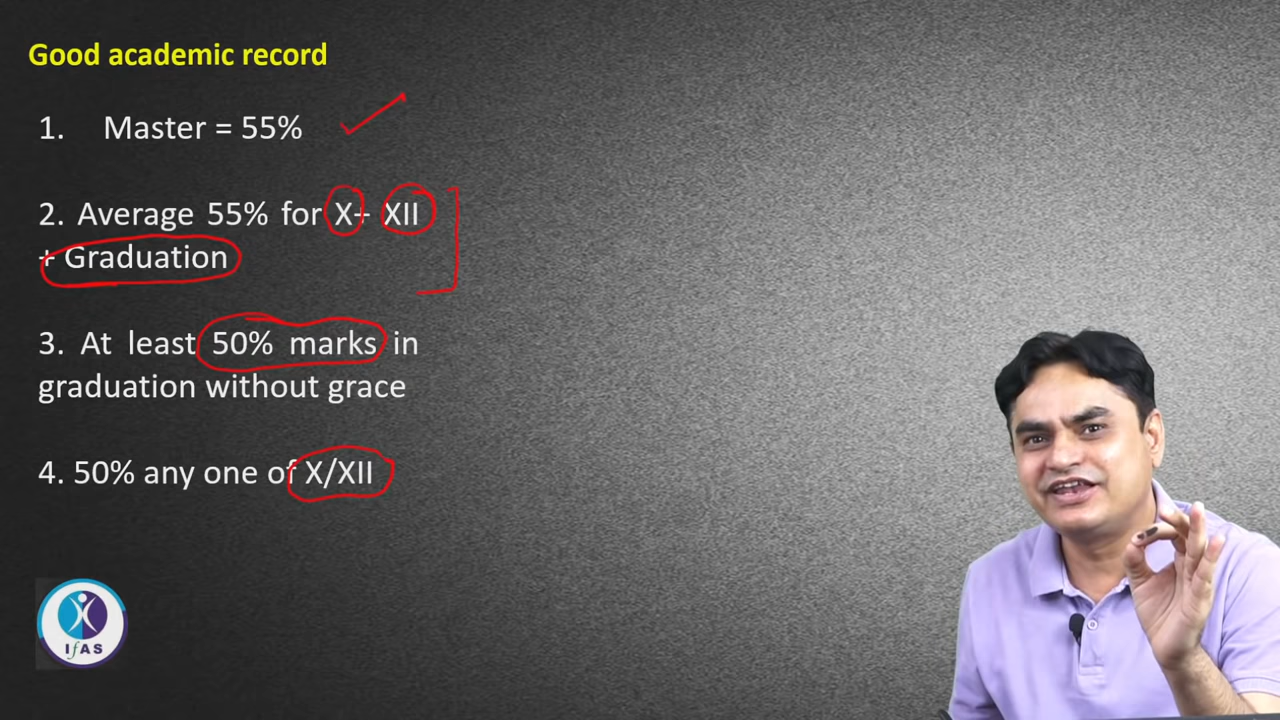 Good academic record
1. Master = 55%
2. Average 55% for X+ XII
+ Graduation
3. At least 50% marks in
graduation without grace
4. 50% any one of X/XII
IfAS